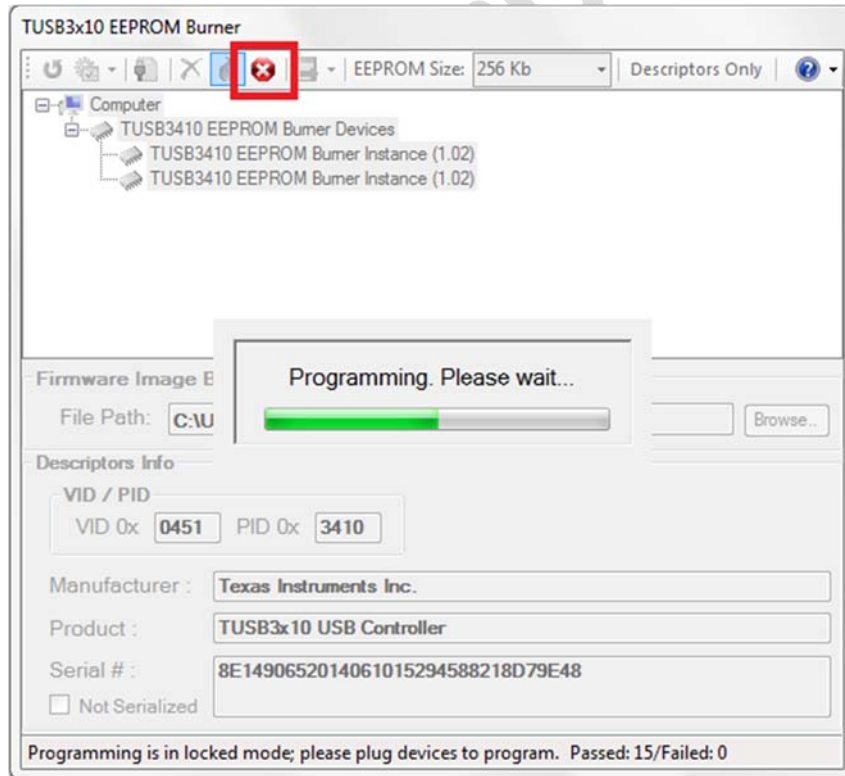 TUSB3x10 EEPROM Burner
EEPROM Size: 256 Kb Descriptors Only
Computer
TUSB3410 EEPROM Burner Devices
TUSB3410 EEPROM Burner Instance (1.02)
TUSB3410 EEPROM Burner Instance (1.02)
Programming. Please wait...
Firmware Image B
File Path: C:\U Browse..
Descriptors Info
VID / PID
VID 0x 0451 PID 0x 3410
Manufacturer : Texas Instruments Inc.
Product : TUSB3x10 USB Controller
Serial # : 8E149065201406101529458821​8D79E48
Not Serialized
Programming is in locked mode; please plug devices to program. Passed: 15/Failed: 0